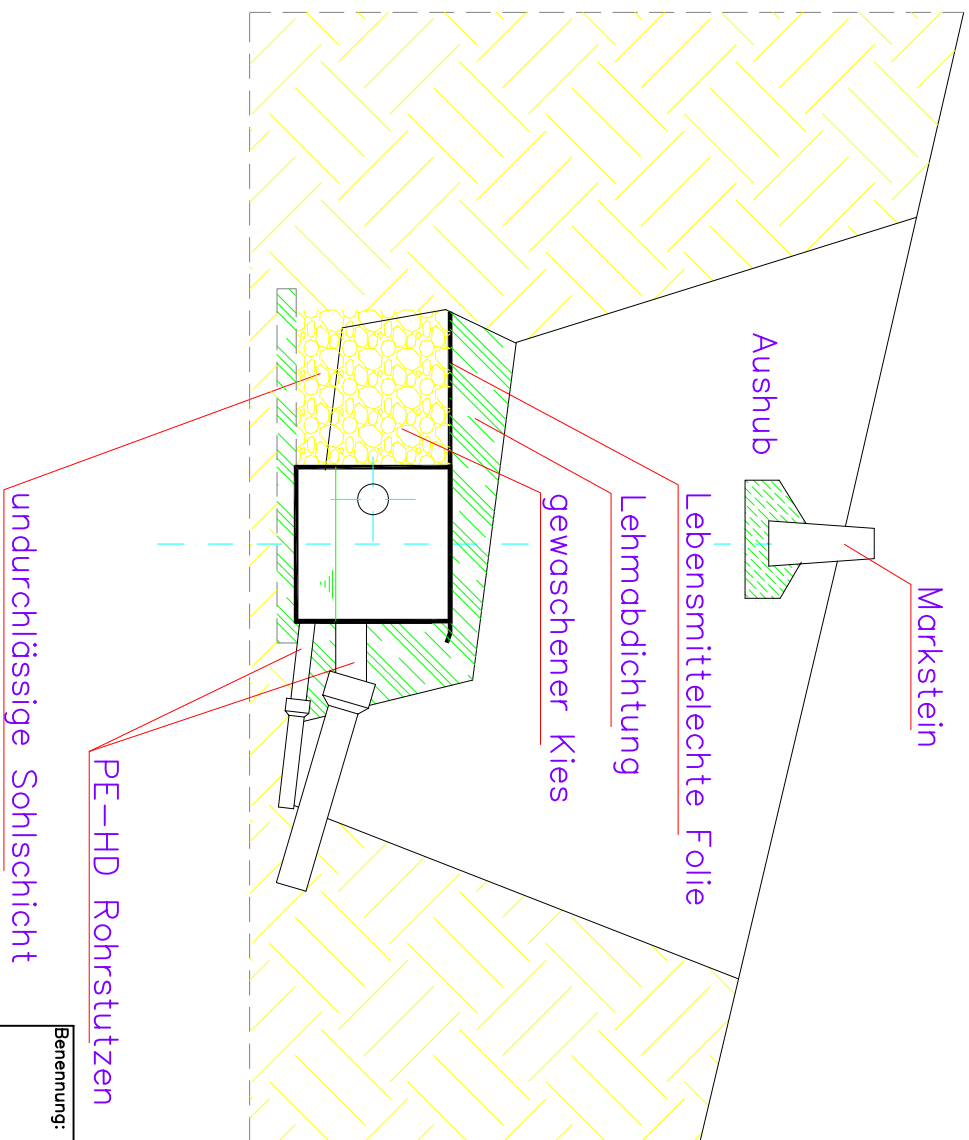 Markstein
Aushub
Lebensmittelechte Folie
Lehmabdichtung
gewaschener Kies
PE-HD Rohrstutzen
undurchlässige Sohlschicht
Benennung: